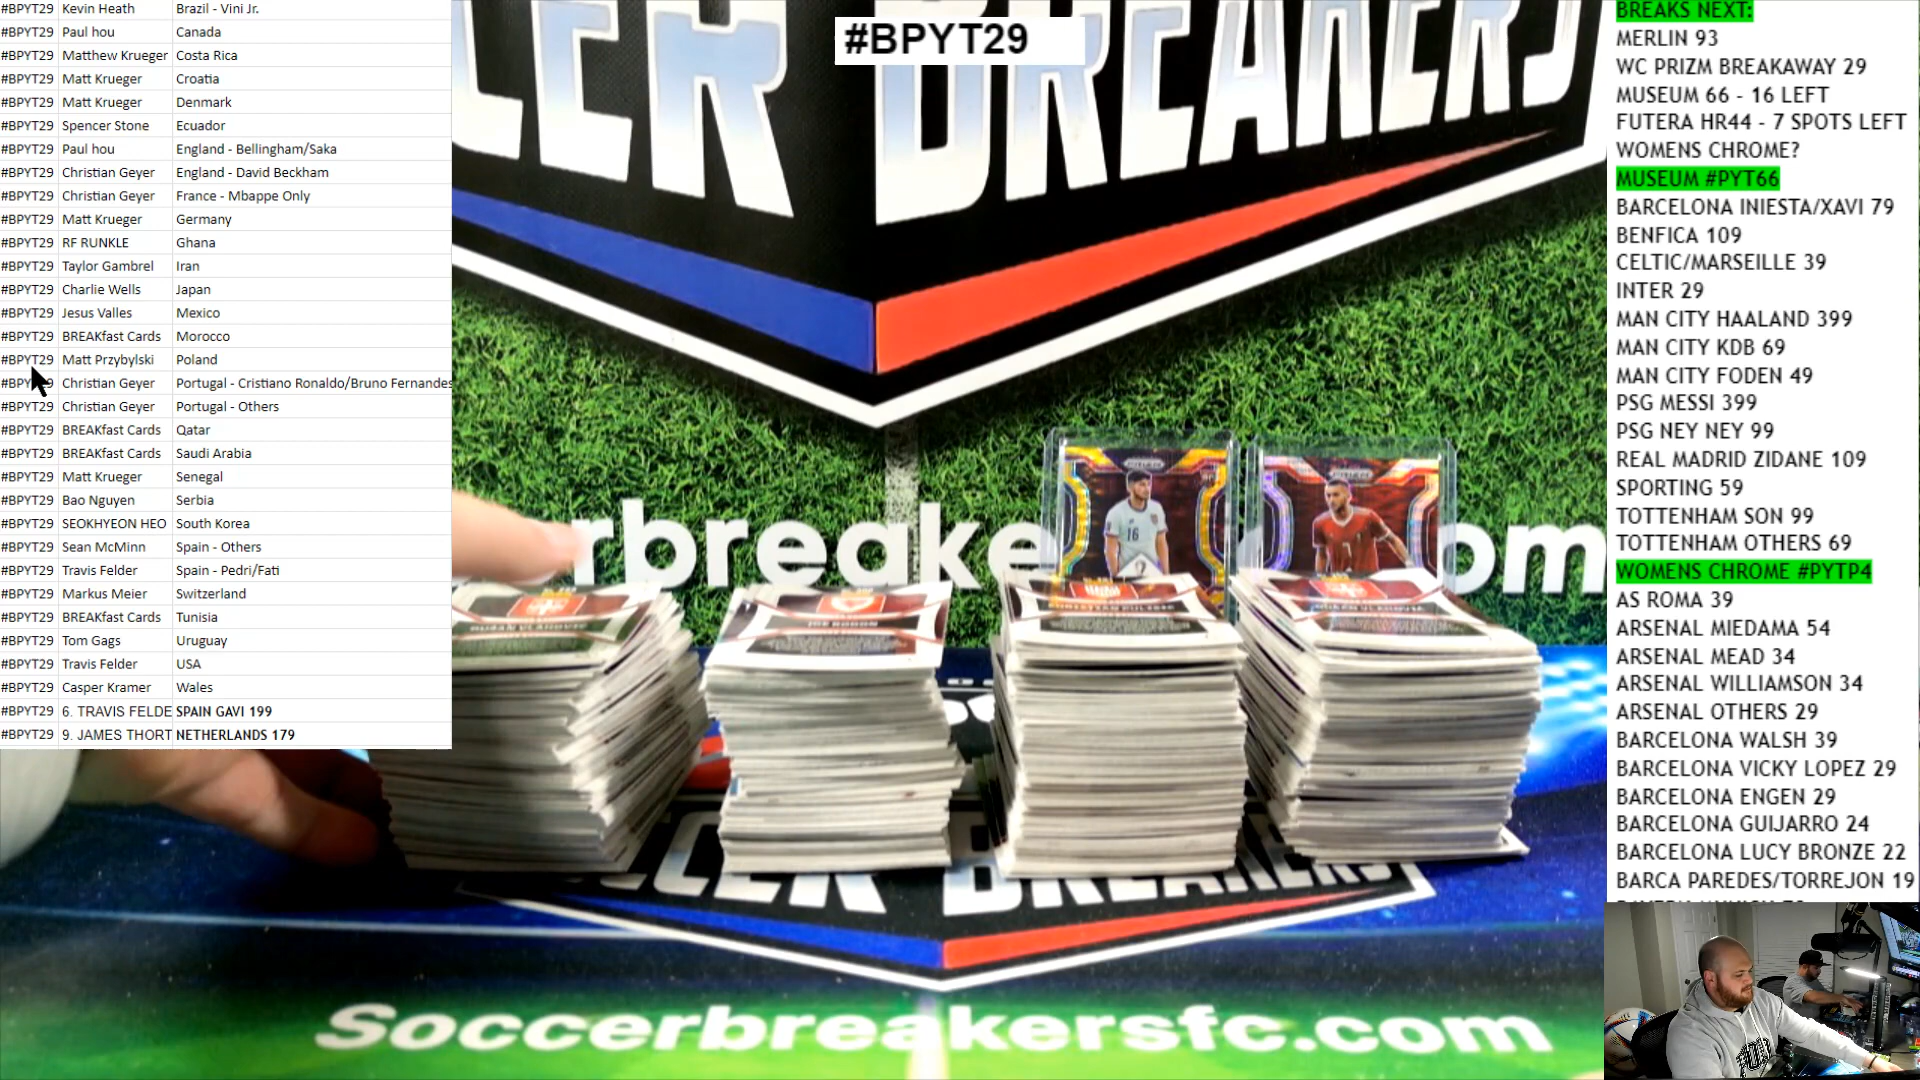 #BPYT29 Kevin Heath Brazil - Vini Jr.
#BPYT29 Paul hou Canada
#BPYT29 Matthew Krueger Costa Rica
#BPYT29 Matt Krueger Croatia
#BPYT29 Matt Krueger Denmark
#BPYT29 Spencer Stone Ecuador
#BPYT29 Paul hou England - Bellingham/Saka
#BPYT29 Christian Geyer England - David Beckham
#BPYT29 Christian Geyer France - Mbappe Only
#BPYT29 Matt Krueger Germany
#BPYT29 RF RUNKLE Ghana
#BPYT29 Taylor Gambrel Iran
#BPYT29 Charlie Wells Japan
#BPYT29 Jesus Valles Mexico
#BPYT29 BREAKfast Cards Morocco
#BPYT29 Matt Przybylski Poland
#BPYT29 Christian Geyer Portugal - Cristiano Ronaldo/Bruno Fernandes
#BPYT29 Christian Geyer Portugal - Others
#BPYT29 BREAKfast Cards Qatar
#BPYT29 BREAKfast Cards Saudi Arabia
#BPYT29 Matt Krueger Senegal
#BPYT29 Bao Nguyen Serbia
#BPYT29 SEOKHYEON HEO South Korea
#BPYT29 Sean McMinn Spain - Others
#BPYT29 Travis Felder Spain - Pedri/Fati
#BPYT29 Markus Meier Switzerland
#BPYT29 BREAKfast Cards Tunisia
#BPYT29 Tom Gags Uruguay
#BPYT29 Travis Felder USA
#BPYT29 Casper Kramer Wales
#BPYT29 6. TRAVIS FELDE SPAIN GAVI 199
#BPYT29 9. JAMES THORT NETHERLANDS 179
#BPYT29
CER BREAKERS
rbreake om
16
JOE RODON
SOCCER BREAKERS
Soccerbreakersfc.com
BREAKS NEXT:
MERLIN 93
WC PRIZM BREAKAWAY 29
MUSEUM 66 - 16 LEFT
FUTERA HR44 - 7 SPOTS LEFT
WOMENS CHROME?
MUSEUM #PYT66
BARCELONA INIESTA/XAVI 79
BENFICA 109
CELTIC/MARSEILLE 39
INTER 29
MAN CITY HAALAND 399
MAN CITY KDB 69
MAN CITY FODEN 49
PSG MESSI 399
PSG NEY NEY 99
REAL MADRID ZIDANE 109
SPORTING 59
TOTTENHAM SON 99
TOTTENHAM OTHERS 69
WOMENS CHROME #PYTP4
AS ROMA 39
ARSENAL MIEDAMA 54
ARSENAL MEAD 34
ARSENAL WILLIAMSON 34
ARSENAL OTHERS 29
BARCELONA WALSH 39
BARCELONA VICKY LOPEZ 29
BARCELONA ENGEN 29
BARCELONA GUIJARRO 24
BARCELONA LUCY BRONZE 22
BARCA PAREDES/TORREJON 19